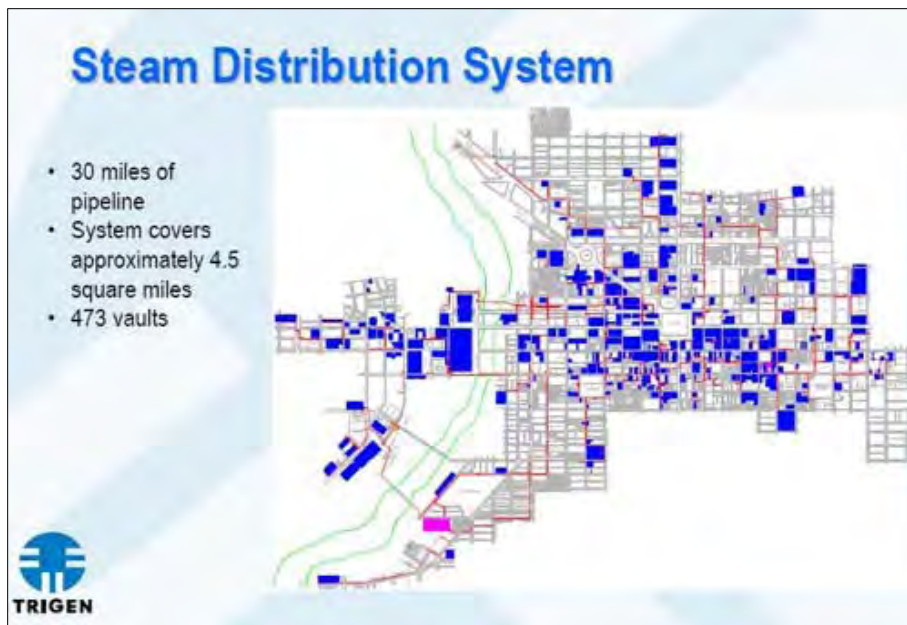 Steam Distribution System
• 30 miles of
pipeline
• System covers
approximately 4.5
square miles
• 473 vaults
TRIGEN